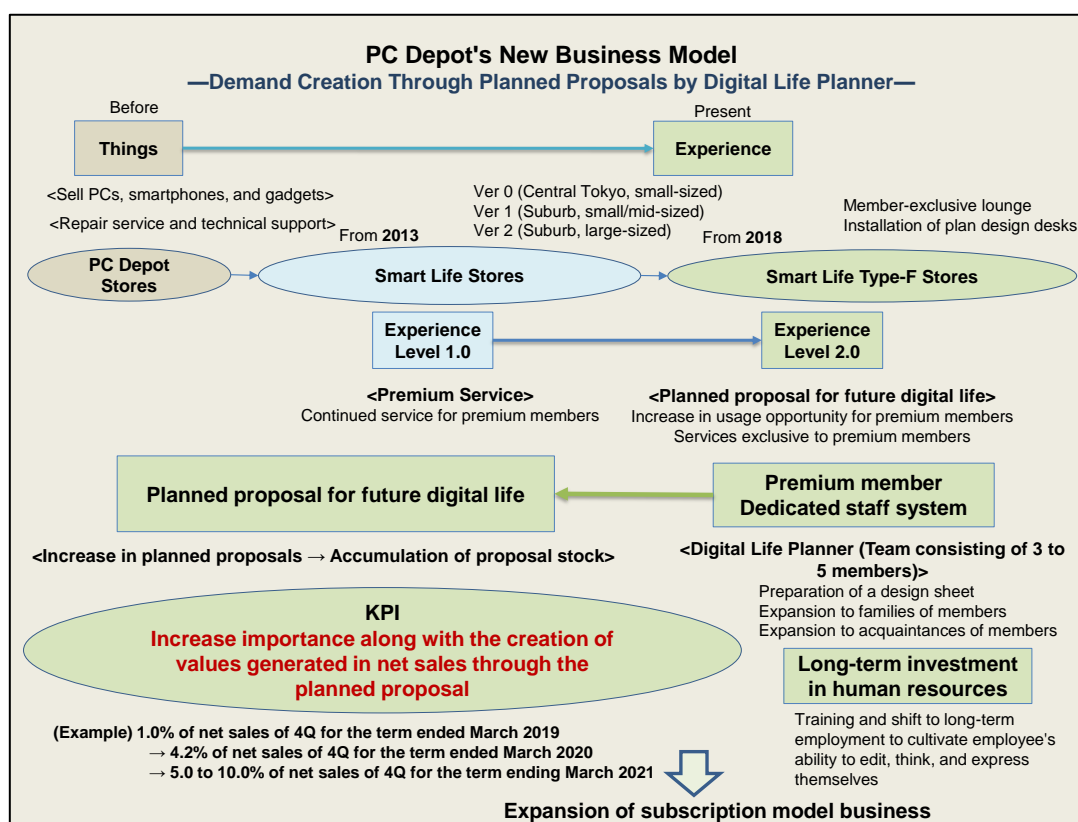 PC Depot's New Business Model
—Demand Creation Through Planned Proposals by Digital Life Planner—
Before
Present
Things
Experience
<Sell PCs, smartphones, and gadgets>
<Repair service and technical support>
Ver 0 (Central Tokyo, small-sized)
Ver 1 (Suburb, small/mid-sized)
Ver 2 (Suburb, large-sized)
Member-exclusive lounge
Installation of plan design desks
From 2013
From 2018
PC Depot
Stores
Smart Life Stores
Smart Life Type-F Stores
Experience
Level 1.0
Experience
Level 2.0
<Premium Service>
Continued service for premium members
<Planned proposal for future digital life>
Increase in usage opportunity for premium members
Services exclusive to premium members
Planned proposal for future digital life
Premium member
Dedicated staff system
<Increase in planned proposals → Accumulation of proposal stock>
<Digital Life Planner (Team consisting of 3 to
5 members)>
Preparation of a design sheet
Expansion to families of members
Expansion to acquaintances of members
KPI
Increase importance along with the creation of
values generated in net sales through the
planned proposal
Long-term investment
in human resources
(Example) 1.0% of net sales of 4Q for the term ended March 2019
→ 4.2% of net sales of 4Q for the term ended March 2020
→ 5.0 to 10.0% of net sales of 4Q for the term ending March 2021
Training and shift to long-term
employment to cultivate employee's
ability to edit, think, and express
themselves
Expansion of subscription model business